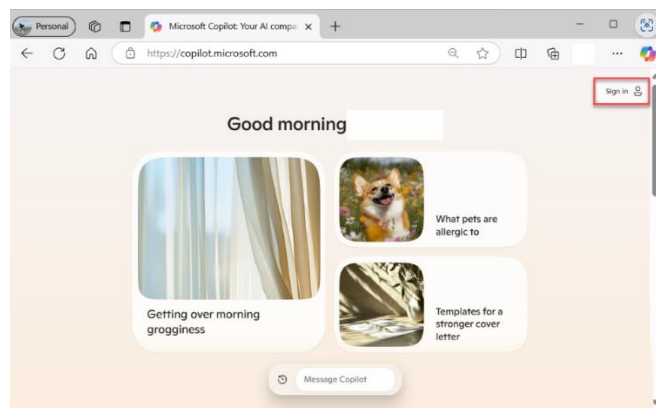 Personal
Microsoft Copilot: Your AI compa
https://copilot.microsoft.com
Sign in
Good morning
Getting over morning
grogginess
What pets are
allergic to
Templates for a
stronger cover
letter
Message Copilot